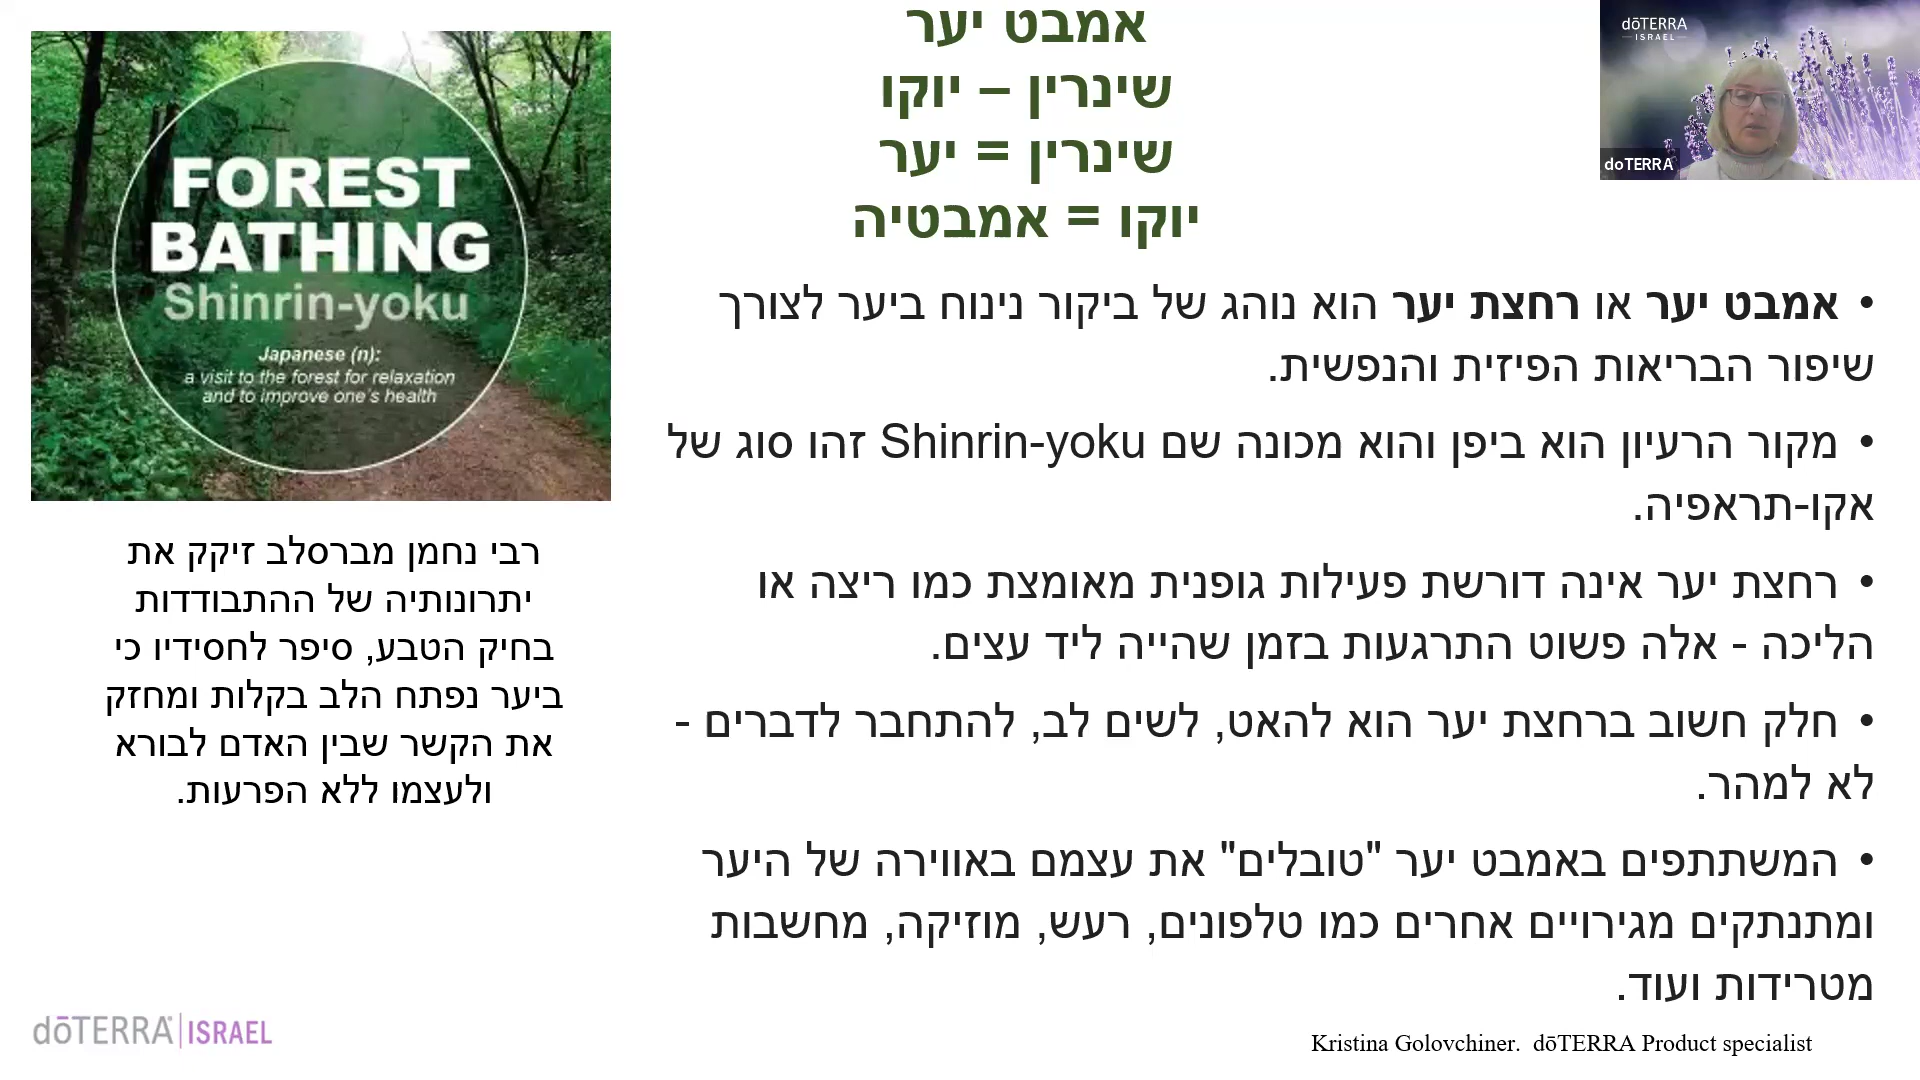 אמבט יער
שינרין – יוקו
שינרין = יער
יוקו = אמבטיה
dōTERRA
ISRAEL
doTERRA
FOREST
BATHING
Shinrin-yoku
Japanese (n):
a visit to the forest for relaxation
and to improve one's health
• אמבט יער או רחצת יער הוא נוהג של ביקור נינוח ביער לצורך
שיפור הבריאות הפיזית והנפשית.
• מקור הרעיון הוא ביפן והוא מכונה שם Shinrin-yoku זהו סוג של
אקו-תראפיה.
• רחצת יער אינה דורשת פעילות גופנית מאומצת כמו ריצה או
הליכה - אלה פשוט התרגעות בזמן שהייה ליד עצים.
• חלק חשוב ברחצת יער הוא להאט, לשים לב, להתחבר לדברים -
לא למהר.
• המשתתפים באמבט יער "טובלים" את עצמם באווירה של היער
ומתנתקים מגירויים אחרים כמו טלפונים, רעש, מוזיקה, מחשבות
מטרידות ועוד.
רבי נחמן מברסלב זיקק את
יתרונותיה של ההתבודדות
בחיק הטבע, סיפר לחסידיו כי
ביער נפתח הלב בקלות ומחזק
את הקשר שבין האדם לבורא
ולעצמו ללא הפרעות.
dōTERRA | ISRAEL
Kristina Golovchiner. dōTERRA Product specialist